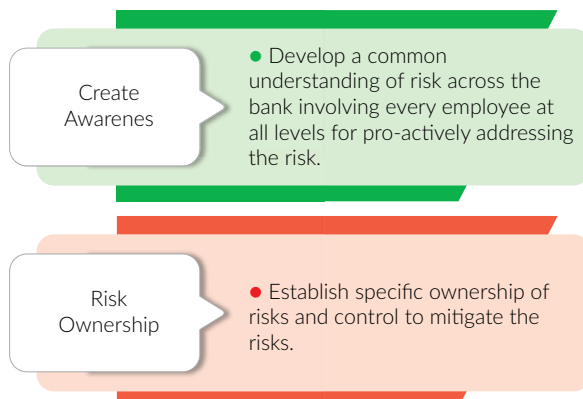 Create
Awarenes
● Develop a common
understanding of risk across the
bank involving every employee at
all levels for pro-actively addressing
the risk.
Risk
Ownership
● Establish specific ownership of
risks and control to mitigate the
risks.